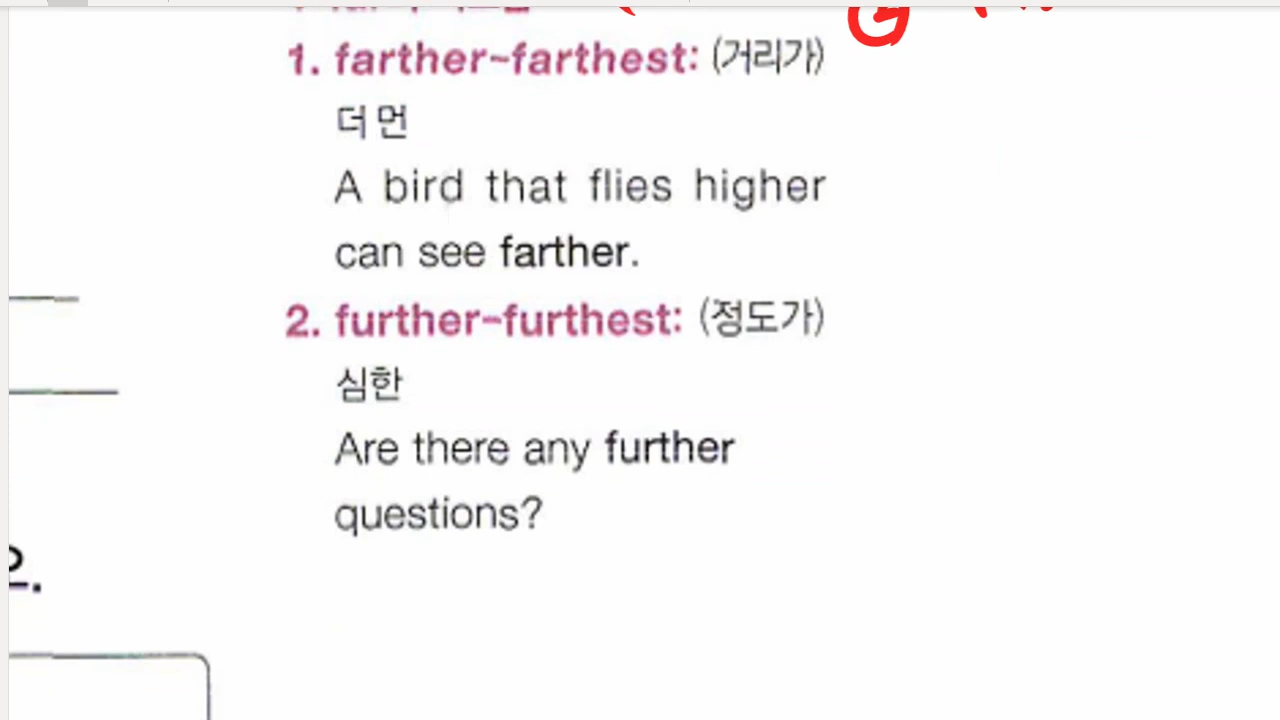 1. farther-farthest: (거리가)
더 먼
A bird that flies higher
can see farther.
2. further-furthest: (정도가)
심한
Are there any further
questions?